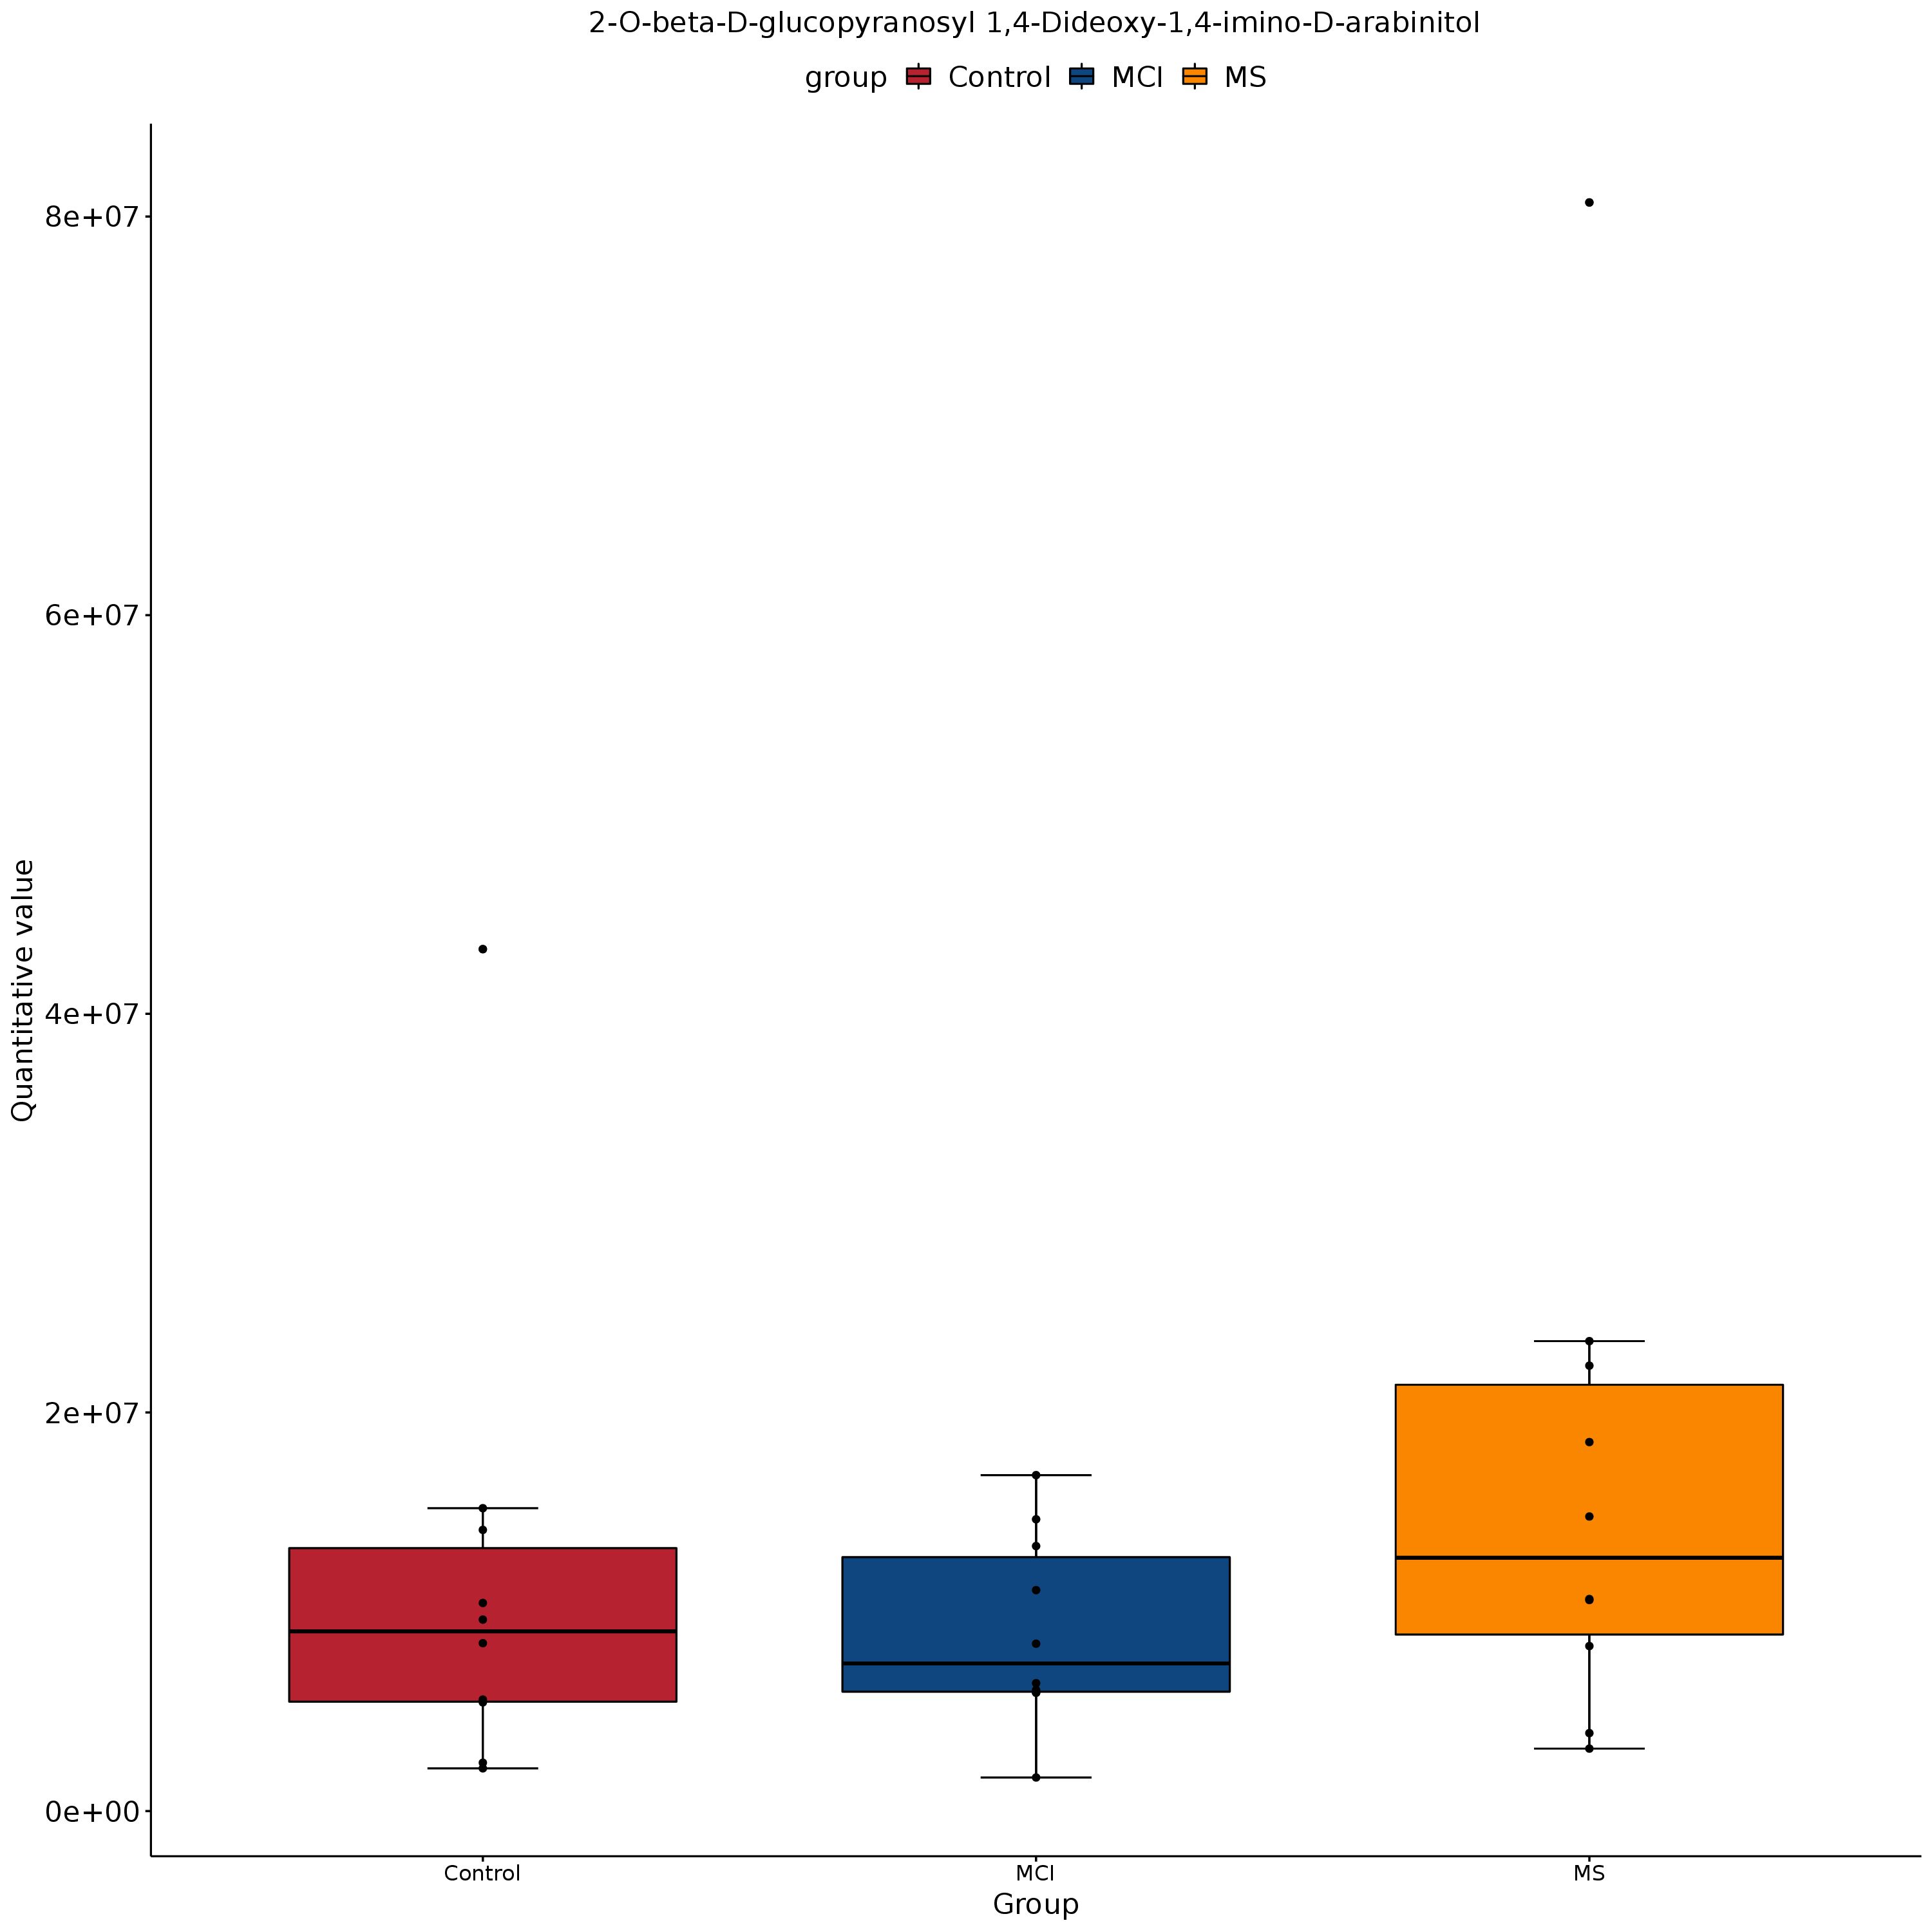 2-O-beta-D-glucopyranosyl 1,4-Dideoxy-1,4-imino-D-arabinitol
group Control MCI MS
Quantitative value
8e+07
6e+07
4e+07
2e+07
0e+00
Control MCI MS
Group